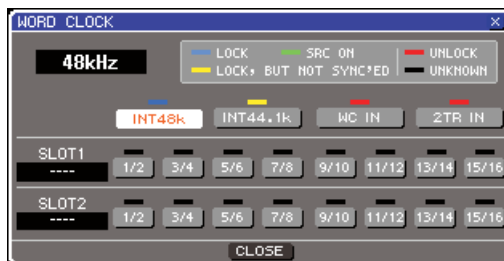 WORD CLOCK
48kHz
LOCK SRC ON UNLOCK
LOCK, BUT NOT SYNC'ED UNKNOWN
INT48k INT44.1k WC IN 2TR IN
SLOT1
---- 1/2 3/4 5/6 7/8 9/10 11/12 13/14 15/16
SLOT2
---- 1/2 3/4 5/6 7/8 9/10 11/12 13/14 15/16
CLOSE